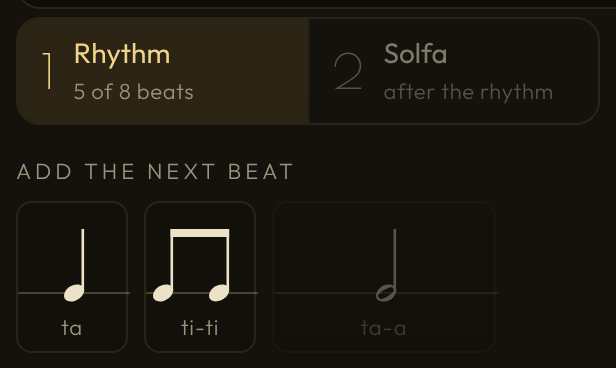 1 Rhythm
5 of 8 beats
2 Solfa
after the rhythm
ADD THE NEXT BEAT
ta
ti-ti
ta-a